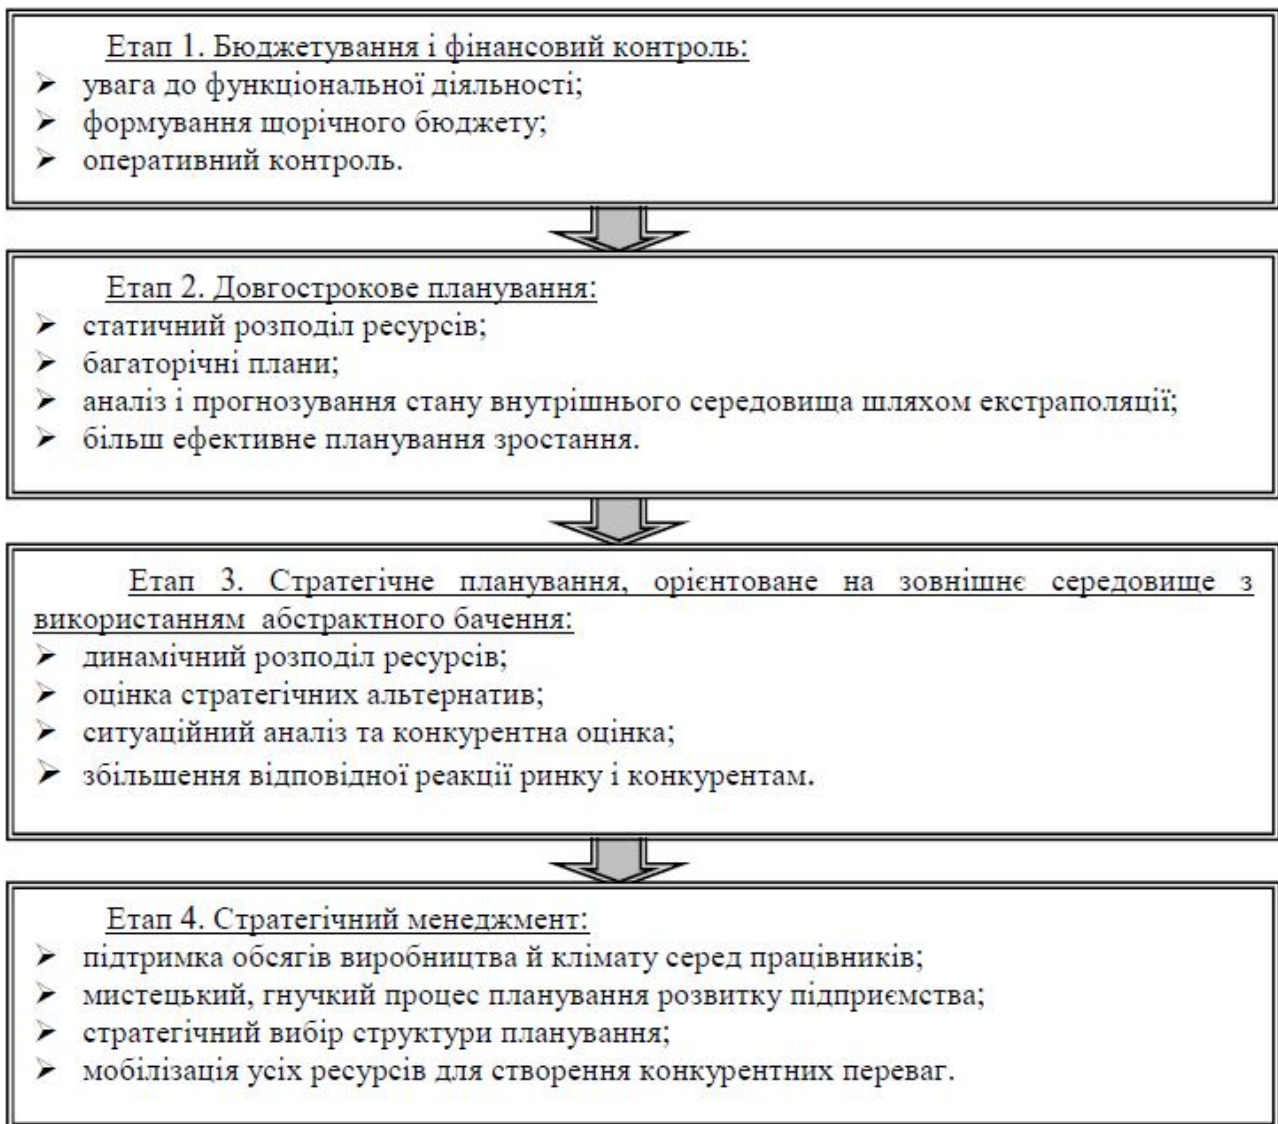 Етап 1. Бюджетування і фінансовий контроль:
➢ увага до функціональної діяльності;
➢ формування щорічного бюджету;
➢ оперативний контроль.
Етап 2. Довгострокове планування:
➢ статичний розподіл ресурсів;
➢ багаторічні плани;
➢ аналіз і прогнозування стану внутрішнього середовища шляхом екстраполяції;
➢ більш ефективне планування зростання.
Етап 3. Стратегічне планування, орієнтоване на зовнішнє середовище з
використанням абстрактного бачення:
➢ динамічний розподіл ресурсів;
➢ оцінка стратегічних альтернатив;
➢ ситуаційний аналіз та конкурентна оцінка;
➢ збільшення відповідної реакції ринку і конкурентам.
Етап 4. Стратегічний менеджмент:
➢ підтримка обсягів виробництва й клімату серед працівників;
➢ мистецький, гнучкий процес планування розвитку підприємства;
➢ стратегічний вибір структури планування;
➢ мобілізація усіх ресурсів для створення конкурентних переваг.